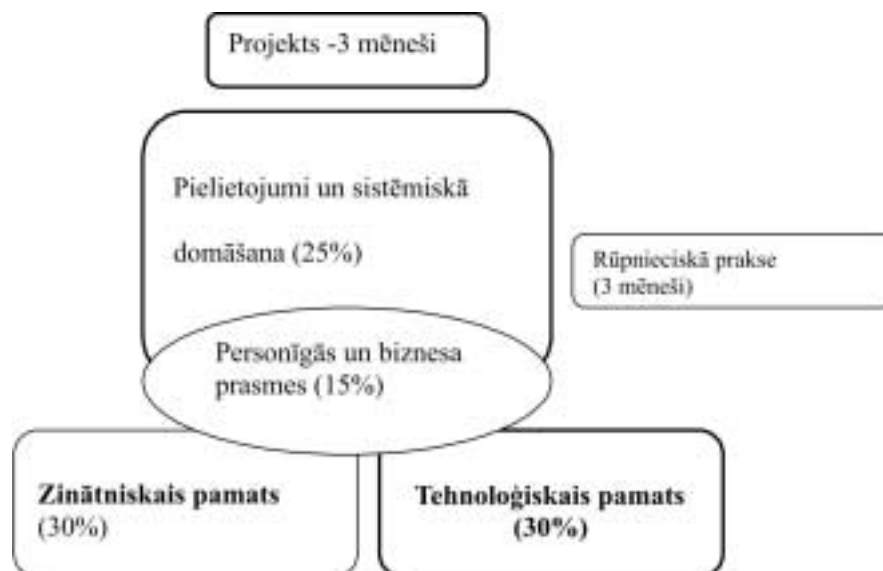 Projekts -3 mēneši
Pielietojumi un sistēmiskā
domāšana (25%)
Rūpnieciskā prakse
(3 mēneši)
Personīgās un biznesa
prasmes (15%)
Zinātniskais pamats
(30%)
Tehnoloģiskais pamats
(30%)